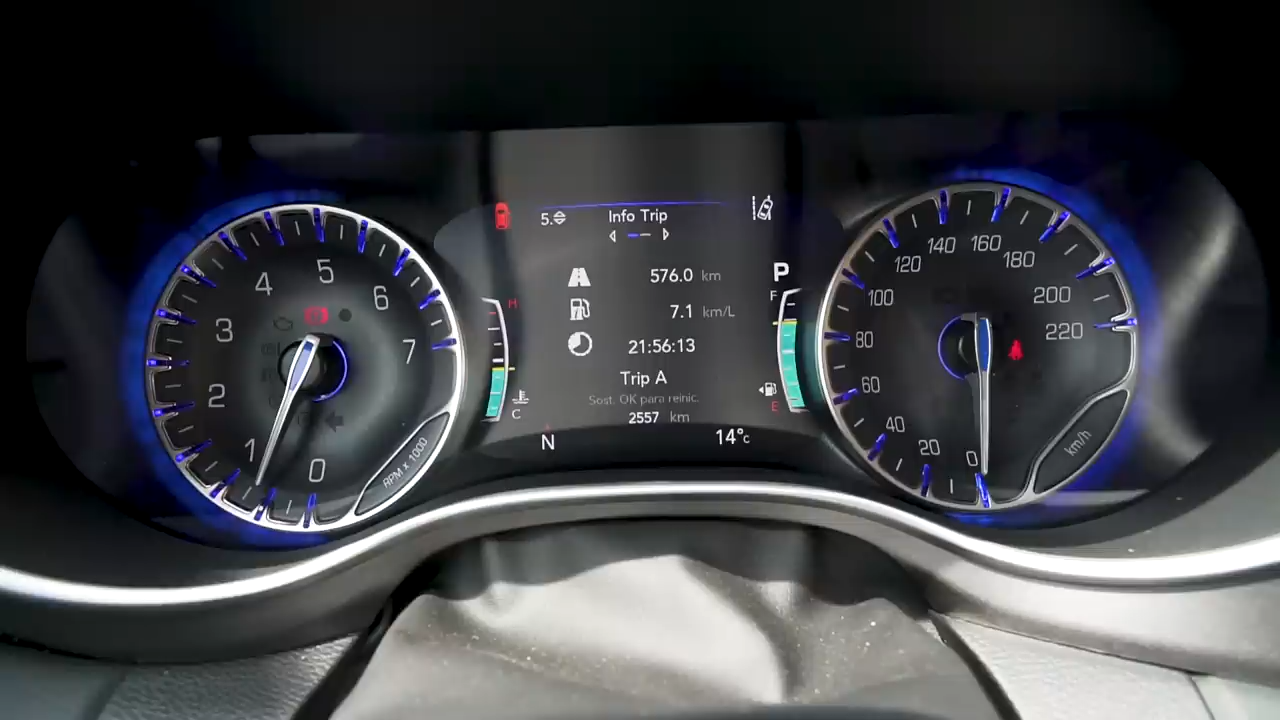 5.
Info Trip
576.0 km
7.1 km/L
21:56:13
Trip A
Sost. OK para reinic.
2557 km
N
14°c
P
F
E
H
C
0
1
2
3
4
5
6
7
RPM x 1000
0
20
40
60
80
100
120
140
160
180
200
220
km/h